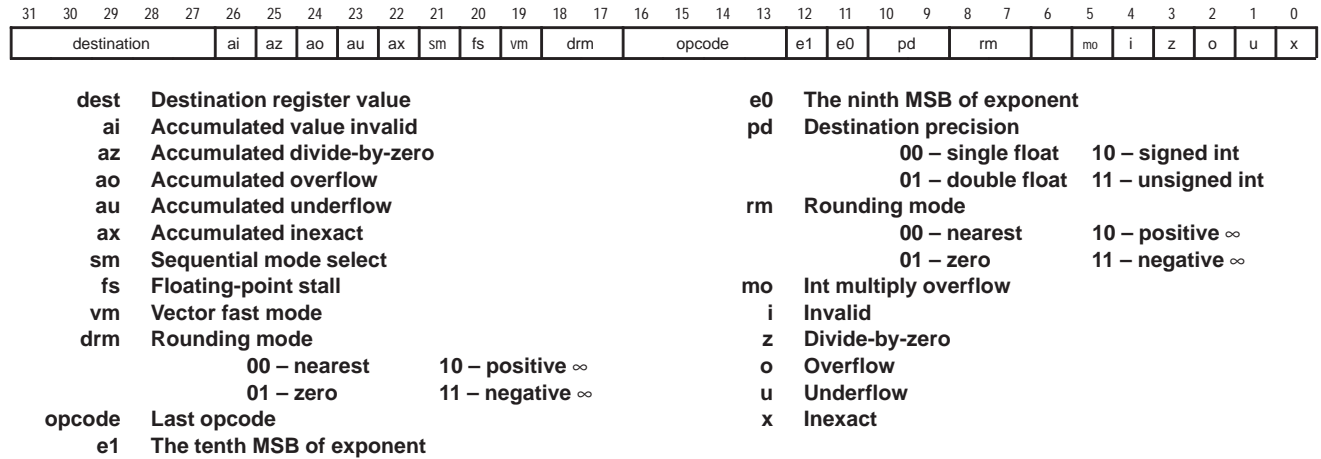 31 30 29 28 27 26 25 24 23 22 21 20 19 18 17 16 15 14 13 12 11 10 9 8 7 6 5 4 3 2 1 0
destination ai az ao au ax sm fs vm drm opcode e1 e0 pd rm mo i z o u x
dest Destination register value
ai Accumulated value invalid
az Accumulated divide-by-zero
ao Accumulated overflow
au Accumulated underflow
ax Accumulated inexact
sm Sequential mode select
fs Floating-point stall
vm Vector fast mode
drm Rounding mode
00 – nearest 10 – positive ∞
01 – zero 11 – negative ∞
opcode Last opcode
e1 The tenth MSB of exponent
e0 The ninth MSB of exponent
pd Destination precision
00 – single float 10 – signed int
01 – double float 11 – unsigned int
rm Rounding mode
00 – nearest 10 – positive ∞
01 – zero 11 – negative ∞
mo Int multiply overflow
i Invalid
z Divide-by-zero
o Overflow
u Underflow
x Inexact